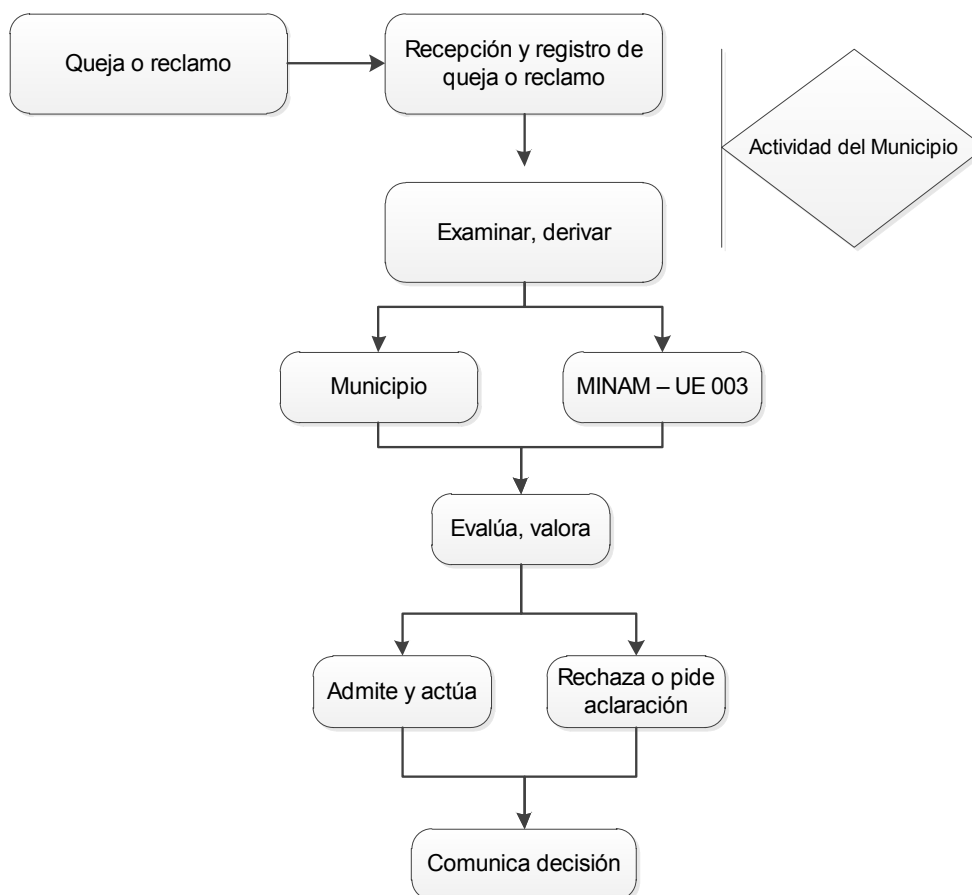 Queja o reclamo
Recepción y registro de
queja o reclamo
Actividad del Municipio
Examinar, derivar
Municipio
MINAM – UE 003
Evalúa, valora
Admite y actúa
Rechaza o pide
aclaración
Comunica decisión